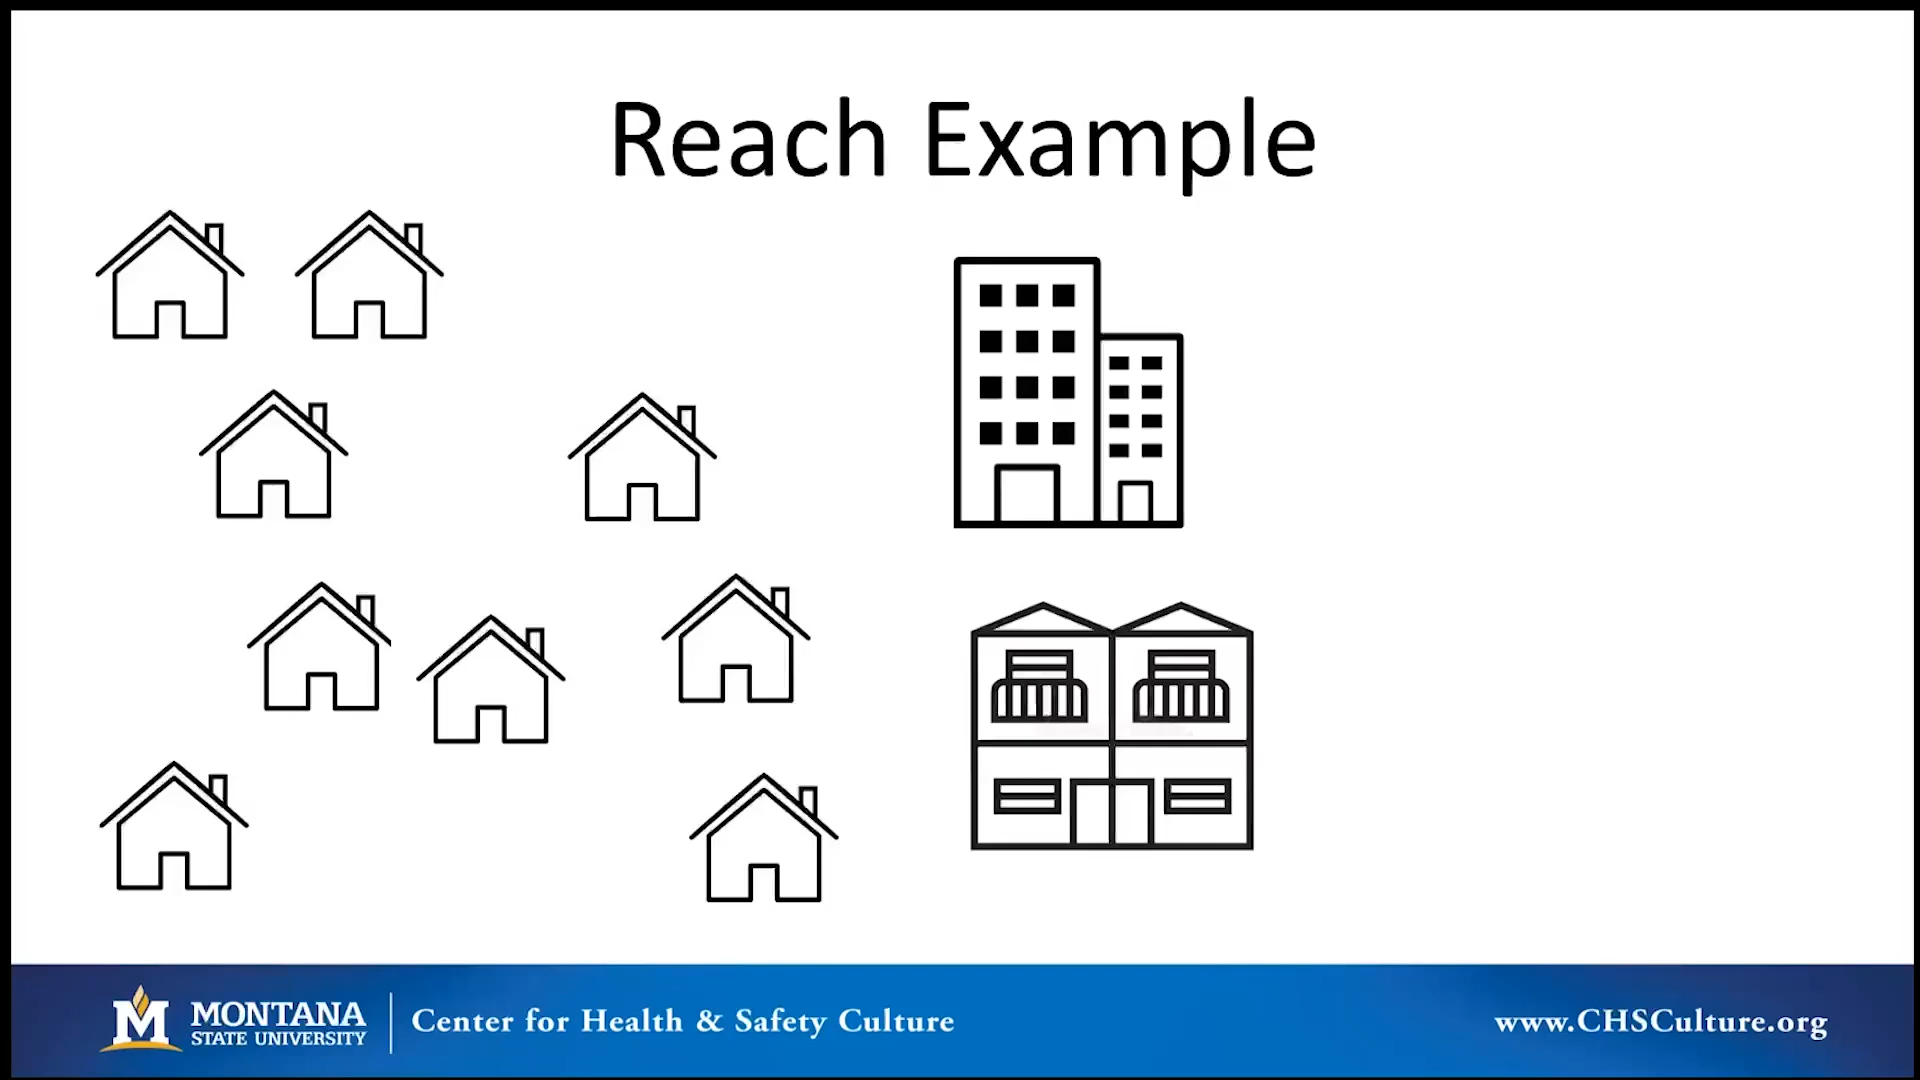 Reach Example
M
MONTANA
STATE UNIVERSITY
Center for Health & Safety Culture
www.CHSCulture.org